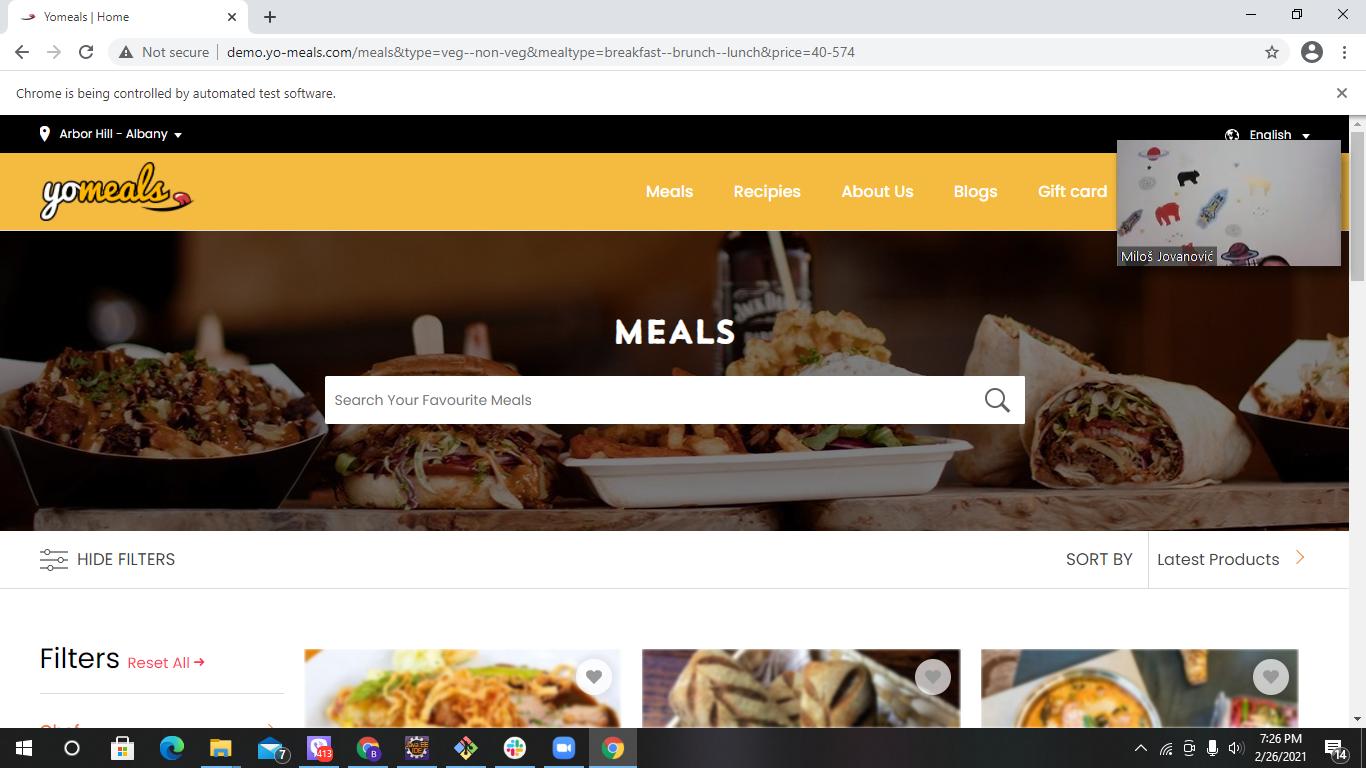 Yomeals | Home
Not secure
demo.yo-meals.com/meals&type=veg--non-veg&mealtype=breakfast--brunch--lunch&price=40-574
Chrome is being controlled by automated test software.
Arbor Hill - Albany
English
yomeals
Meals
Recipies
About Us
Blogs
Gift card
Miloš Jovanović
MEALS
Search Your Favourite Meals
HIDE FILTERS
SORT BY
Latest Products
Filters
Reset All
7
413
B
JAVA EE
IDE
7:26 PM
2/26/2021
14